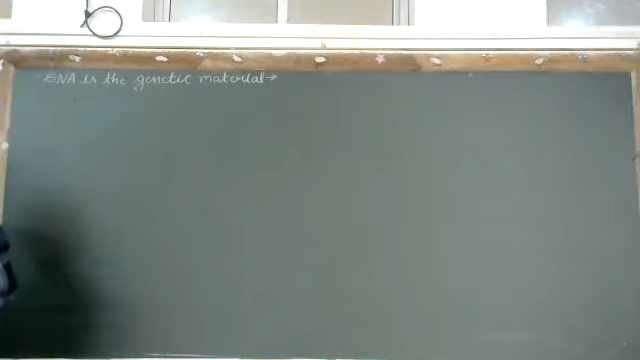 DNA is the genetic material →